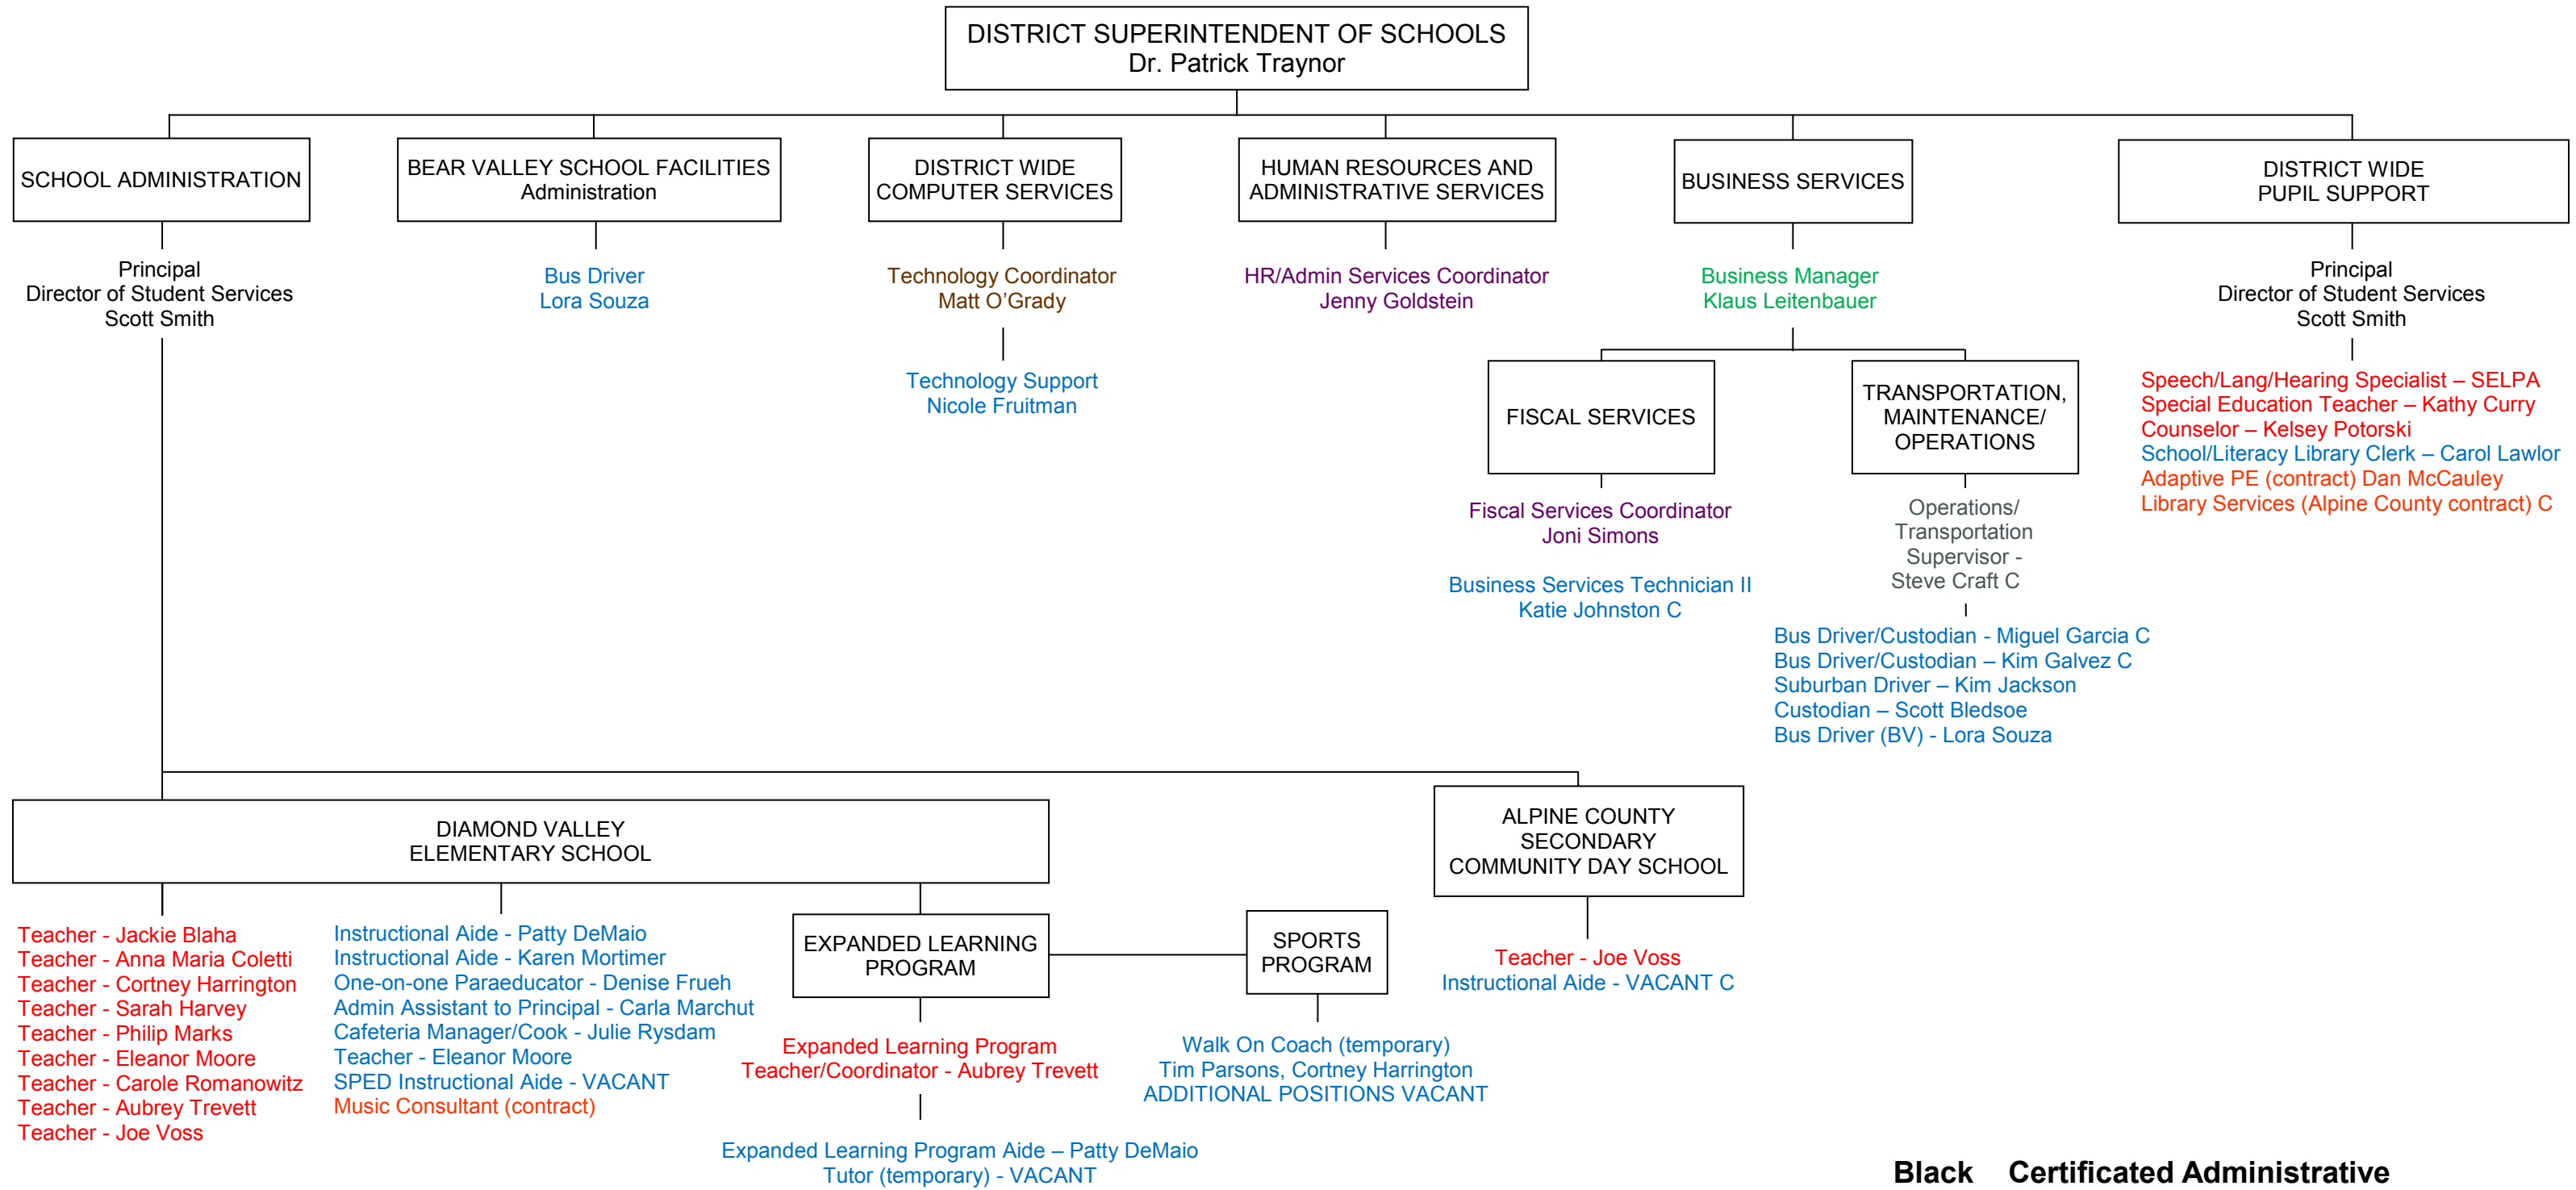 DISTRICT SUPERINTENDENT OF SCHOOLS
Dr. Patrick Traynor
SCHOOL ADMINISTRATION
Principal
Director of Student Services
Scott Smith
BEAR VALLEY SCHOOL FACILITIES
Administration
Bus Driver
Lora Souza
DISTRICT WIDE
COMPUTER SERVICES
Technology Coordinator
Matt O’Grady
Technology Support
Nicole Fruitman
HUMAN RESOURCES AND
ADMINISTRATIVE SERVICES
HR/Admin Services Coordinator
Jenny Goldstein
BUSINESS SERVICES
Business Manager
Klaus Leitenbauer
FISCAL SERVICES
Fiscal Services Coordinator
Joni Simons
Business Services Technician II
Katie Johnston C
TRANSPORTATION,
MAINTENANCE/
OPERATIONS
Operations/
Transportation
Supervisor -
Steve Craft C
Bus Driver/Custodian - Miguel Garcia C
Bus Driver/Custodian – Kim Galvez C
Suburban Driver – Kim Jackson
Custodian – Scott Bledsoe
Bus Driver (BV) - Lora Souza
DISTRICT WIDE
PUPIL SUPPORT
Principal
Director of Student Services
Scott Smith
Speech/Lang/Hearing Specialist – SELPA
Special Education Teacher – Kathy Curry
Counselor – Kelsey Potorski
School/Literacy Library Clerk – Carol Lawlor
Adaptive PE (contract) Dan McCauley
Library Services (Alpine County contract) C
DIAMOND VALLEY
ELEMENTARY SCHOOL
Teacher - Jackie Blaha
Teacher - Anna Maria Coletti
Teacher - Cortney Harrington
Teacher - Sarah Harvey
Teacher - Philip Marks
Teacher - Eleanor Moore
Teacher - Carole Romanowitz
Teacher - Aubrey Trevett
Teacher - Joe Voss
Instructional Aide - Patty DeMaio
Instructional Aide - Karen Mortimer
One-on-one Paraeducator - Denise Frueh
Admin Assistant to Principal - Carla Marchut
Cafeteria Manager/Cook - Julie Rysdam
Teacher - Eleanor Moore
SPED Instructional Aide - VACANT
Music Consultant (contract)
EXPANDED LEARNING
PROGRAM
Expanded Learning Program
Teacher/Coordinator - Aubrey Trevett
Expanded Learning Program Aide – Patty DeMaio
Tutor (temporary) - VACANT
SPORTS
PROGRAM
Walk On Coach (temporary)
Tim Parsons, Cortney Harrington
ADDITIONAL POSITIONS VACANT
ALPINE COUNTY
SECONDARY
COMMUNITY DAY SCHOOL
Teacher - Joe Voss
Instructional Aide - VACANT C
Black Certificated Administrative